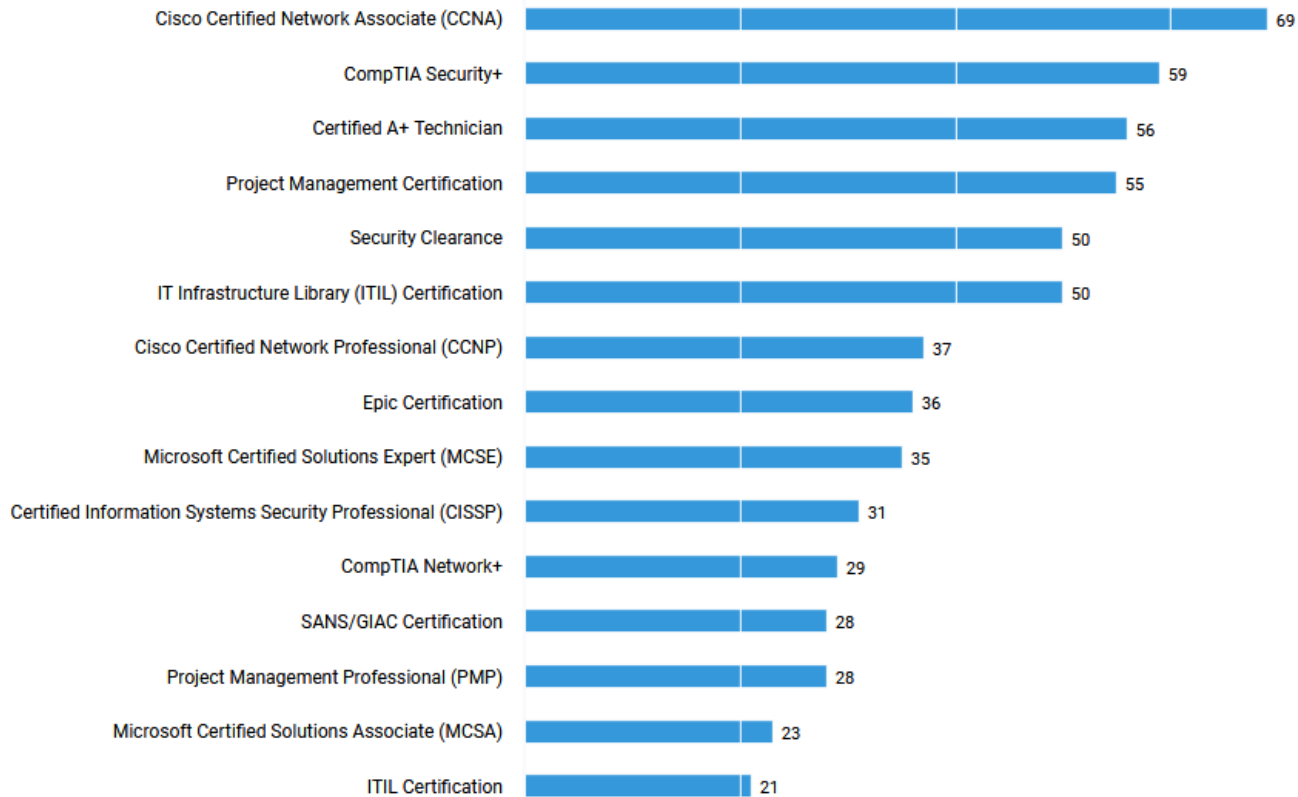 Cisco Certified Network Associate (CCNA) 69
CompTIA Security+ 59
Certified A+ Technician 56
Project Management Certification 55
Security Clearance 50
IT Infrastructure Library (ITIL) Certification 50
Cisco Certified Network Professional (CCNP) 37
Epic Certification 36
Microsoft Certified Solutions Expert (MCSE) 35
Certified Information Systems Security Professional (CISSP) 31
CompTIA Network+ 29
SANS/GIAC Certification 28
Project Management Professional (PMP) 28
Microsoft Certified Solutions Associate (MCSA) 23
ITIL Certification 21